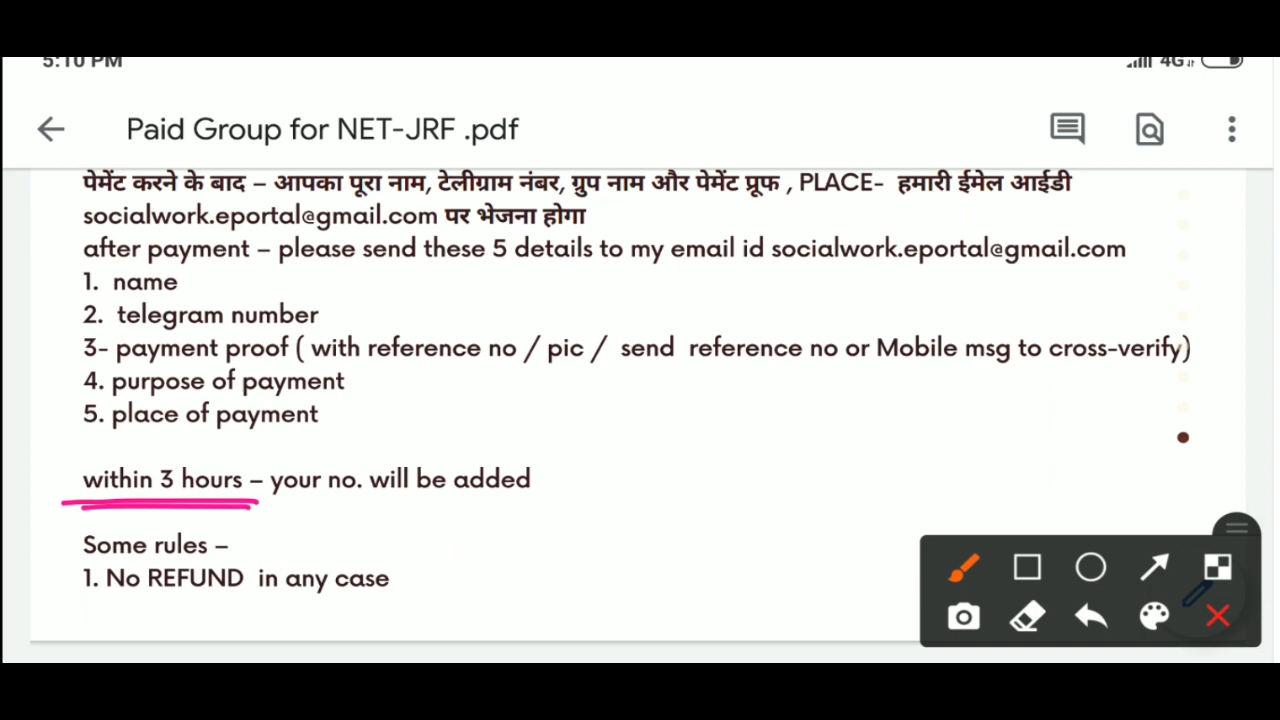 5:10 PM 4G
Paid Group for NET-JRF .pdf
पेमेंट करने के बाद – आपका पूरा नाम, टेलीग्राम नंबर, ग्रुप नाम और पेमेंट प्रूफ , PLACE- हमारी ईमेल आईडी
socialwork.eportal@gmail.com पर भेजना होगा
after payment – please send these 5 details to my email id socialwork.eportal@gmail.com
1. name
2. telegram number
3- payment proof ( with reference no / pic / send reference no or Mobile msg to cross-verify)
4. purpose of payment
5. place of payment
within 3 hours – your no. will be added
Some rules –
1. No REFUND in any case